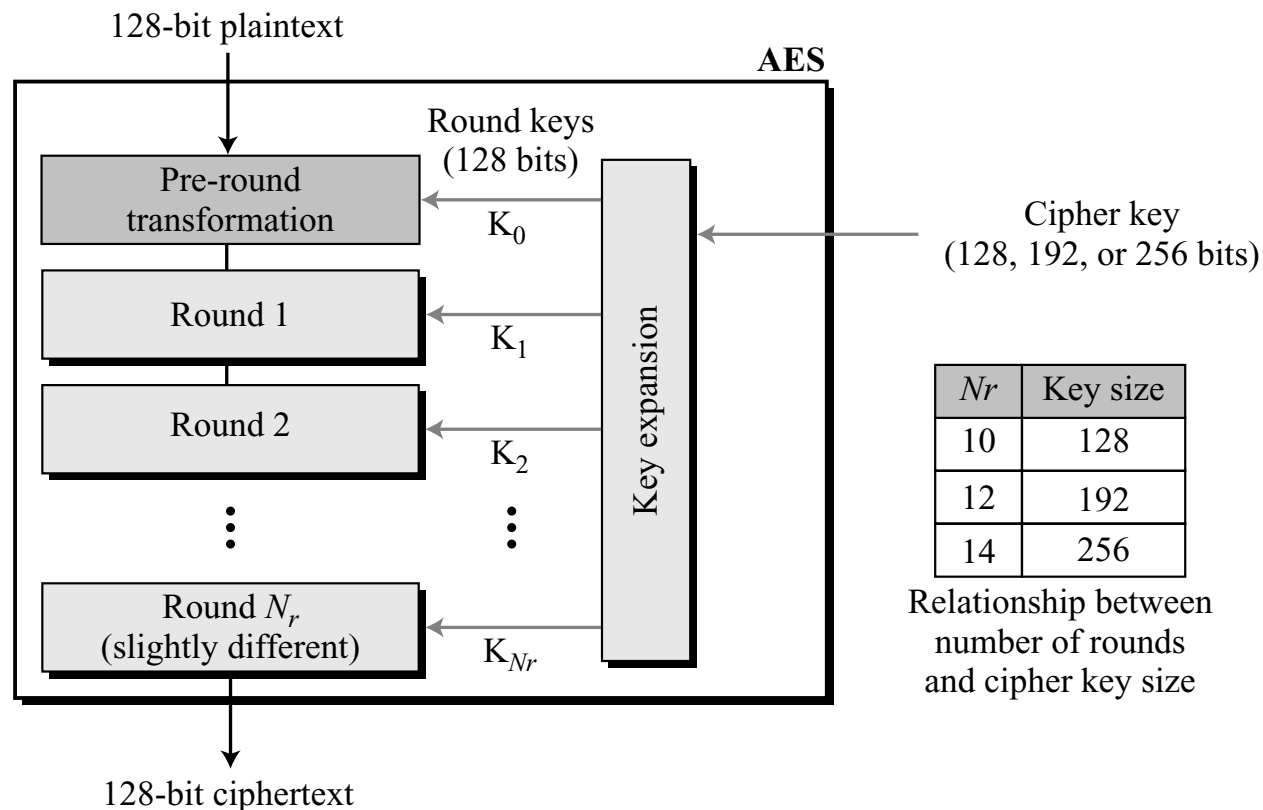 128-bit plaintext
AES
Round keys
(128 bits)
Pre-round
transformation
K0
Cipher key
(128, 192, or 256 bits)
Round 1
K1
Key expansion
Round 2
K2
Nr Key size
10 128
12 192
14 256
Relationship between
number of rounds
and cipher key size
Round Nr
(slightly different)
KNr
128-bit ciphertext